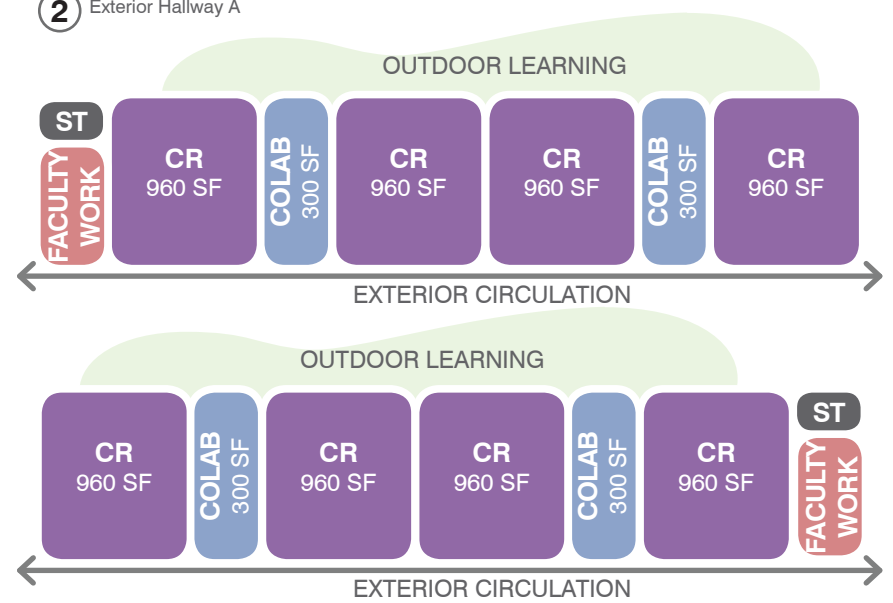 2 Exterior Hallway A
OUTDOOR LEARNING
ST
FACULTY
WORK
CR
960 SF
COLAB
300 SF
CR
960 SF
CR
960 SF
COLAB
300 SF
CR
960 SF
EXTERIOR CIRCULATION
OUTDOOR LEARNING
CR
960 SF
COLAB
300 SF
CR
960 SF
CR
960 SF
COLAB
300 SF
CR
960 SF
ST
FACULTY
WORK
EXTERIOR CIRCULATION